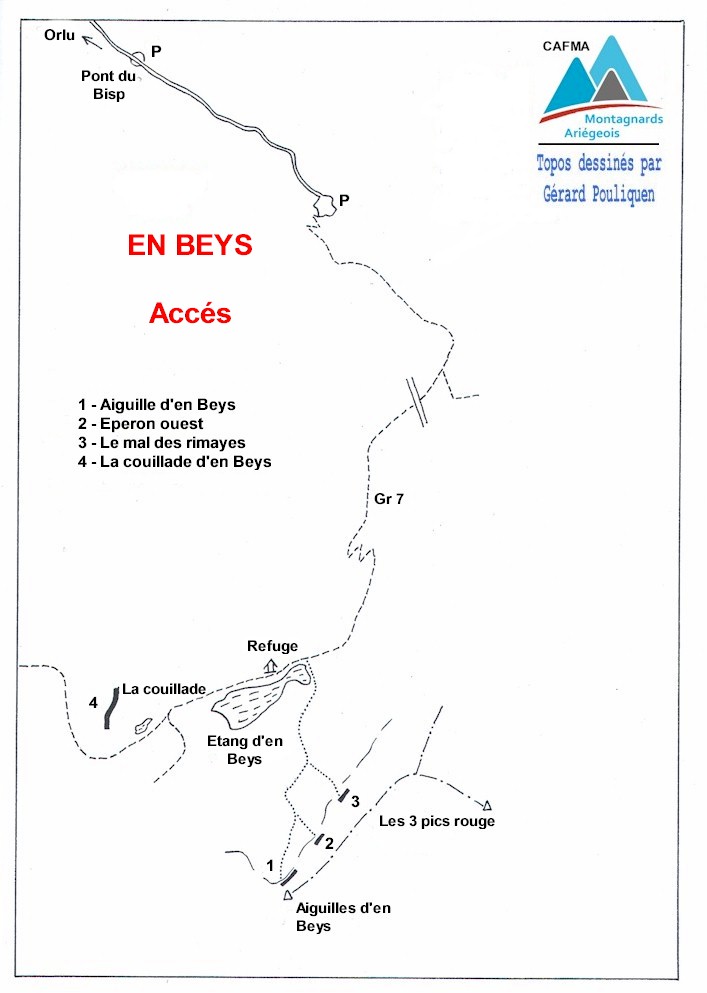 Orlu
P
Pont du
Bisp
CAFMA
Montagnards
Ariégeois
Topos dessinés par
Gérard Pouliquen
P
EN BEYS
Accés
1 - Aiguille d'en Beys
2 - Eperon ouest
3 - Le mal des rimayes
4 - La couillade d'en Beys
Gr 7
Refuge
La couillade
4
Etang d'en
Beys
3
Les 3 pics rouge
2
1
Aiguilles d'en
Beys